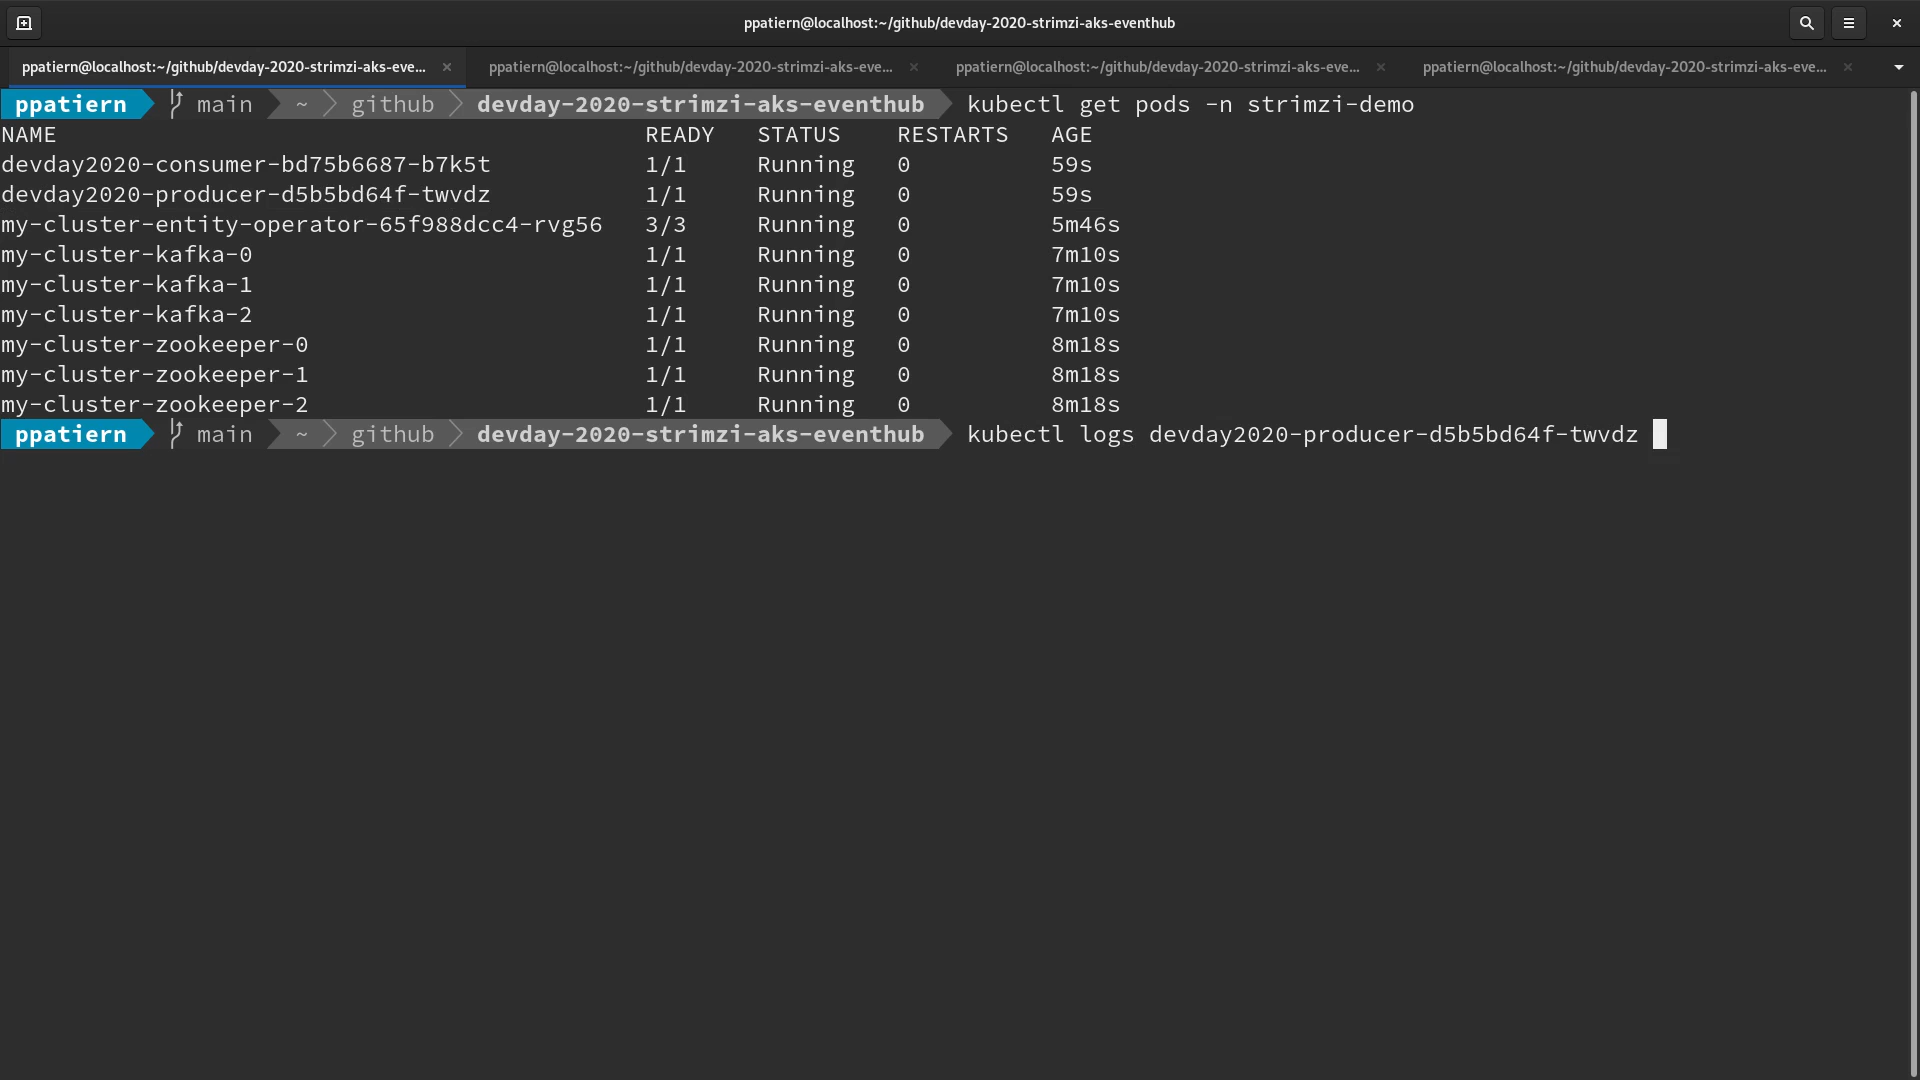 ppatiern@localhost:~/github/devday-2020-strimzi-aks-eventhub
ppatiern@localhost:~/github/devday-2020-strimzi-aks-eve... ppatiern@localhost:~/github/devday-2020-strimzi-aks-eve... ppatiern@localhost:~/github/devday-2020-strimzi-aks-eve... ppatiern@localhost:~/github/devday-2020-strimzi-aks-eve...
ppatiern main ~ github devday-2020-strimzi-aks-eventhub kubectl get pods -n strimzi-demo
NAME READY STATUS RESTARTS AGE
devday2020-consumer-bd75b6687-b7k5t 1/1 Running 0 59s
devday2020-producer-d5b5bd64f-twvdz 1/1 Running 0 59s
my-cluster-entity-operator-65f988dcc4-rvg56 3/3 Running 0 5m46s
my-cluster-kafka-0 1/1 Running 0 7m10s
my-cluster-kafka-1 1/1 Running 0 7m10s
my-cluster-kafka-2 1/1 Running 0 7m10s
my-cluster-zookeeper-0 1/1 Running 0 8m18s
my-cluster-zookeeper-1 1/1 Running 0 8m18s
my-cluster-zookeeper-2 1/1 Running 0 8m18s
ppatiern main ~ github devday-2020-strimzi-aks-eventhub kubectl logs devday2020-producer-d5b5bd64f-twvdz